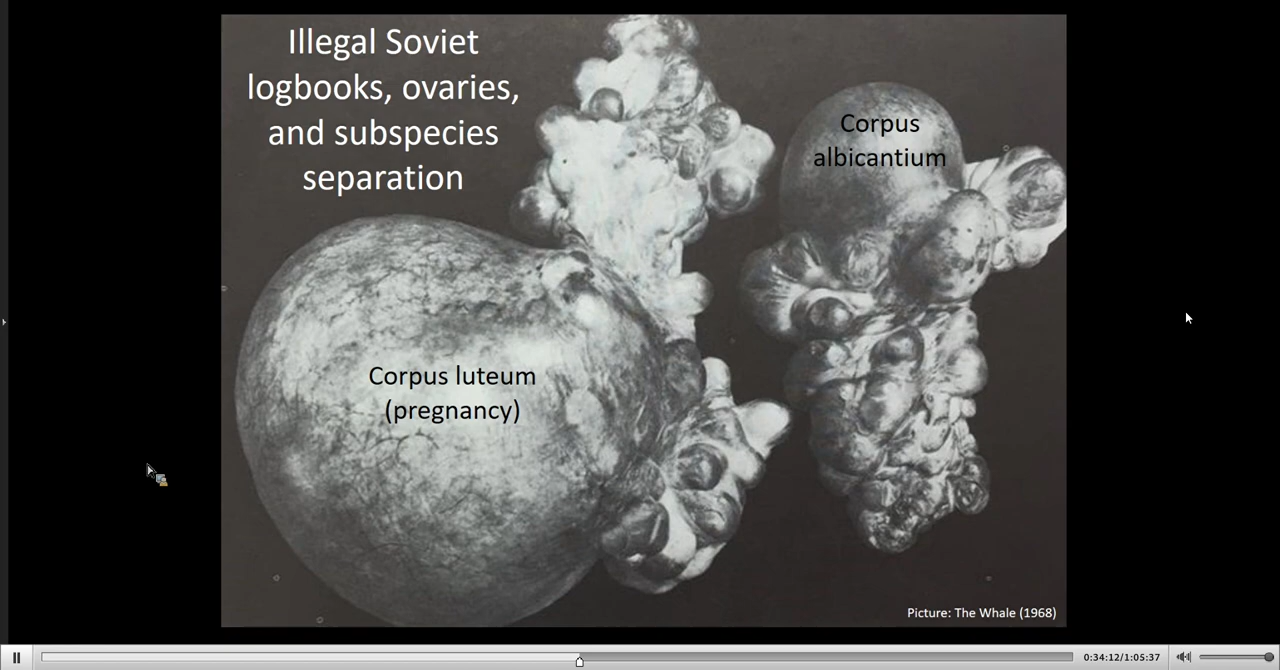 Illegal Soviet
logbooks, ovaries,
and subspecies
separation
Corpus
albicantium
Corpus luteum
(pregnancy)
Picture: The Whale (1968)
0:34:12/1:05:37